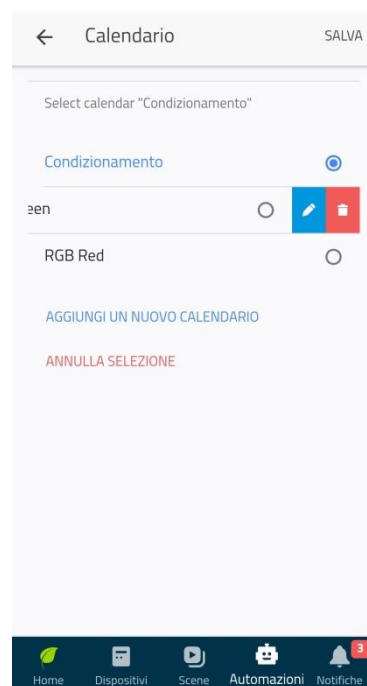 Calendario
SALVA
Select calendar "Condizionamento"
Condizionamento
een
RGB Red
AGGIUNGI UN NUOVO CALENDARIO
ANNULLA SELEZIONE
3
Home Dispositivi Scene Automazioni Notifiche